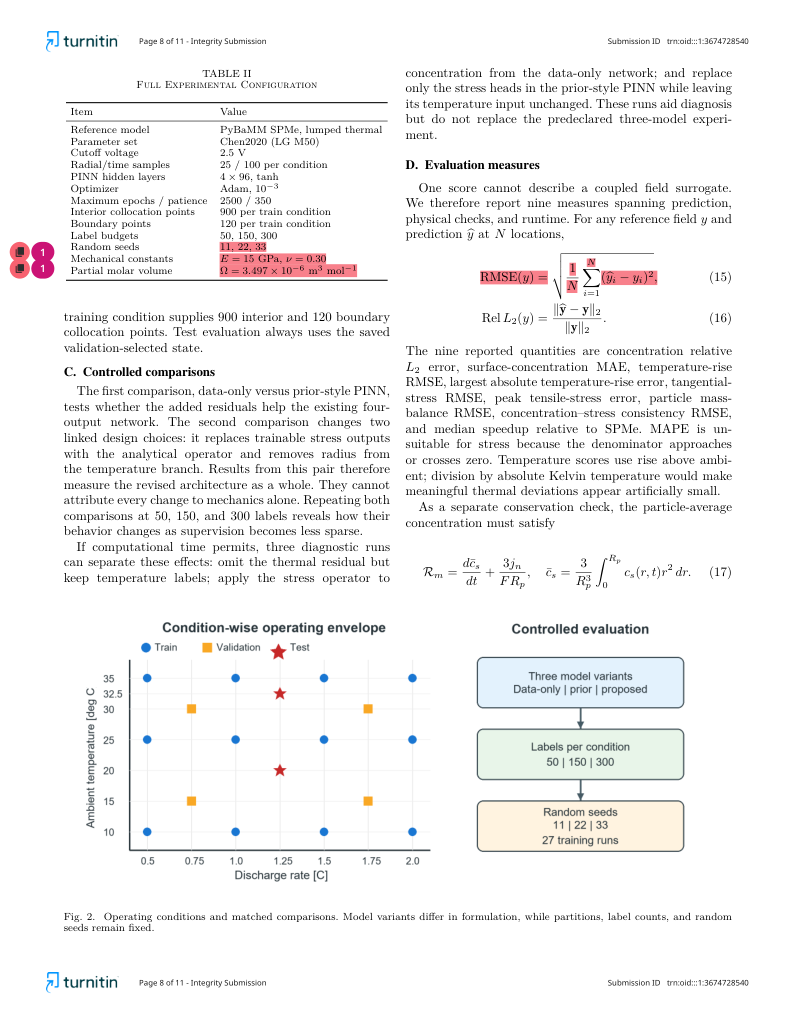 turnitin Page 8 of 11 - Integrity Submission Submission ID trn:oid:::1:3674728540
TABLE II
Full Experimental Configuration
Item Value
Reference model PyBaMM SPMe, lumped thermal
Parameter set Chen2020 (LG M50)
Cutoff voltage 2.5 V
Radial/time samples 25 / 100 per condition
PINN hidden layers 4 × 96, tanh
Optimizer Adam, 10⁻³
Maximum epochs / patience 2500 / 350
Interior collocation points 900 per train condition
Boundary points 120 per train condition
Label budgets 50, 150, 300
Random seeds 11, 22, 33
1
Mechanical constants E = 15 GPa, ν = 0.30
1
Partial molar volume Ω = 3.497 × 10⁻⁶ m³ mol⁻¹
training condition supplies 900 interior and 120 boundary
collocation points. Test evaluation always uses the saved
validation-selected state.
C. Controlled comparisons
The first comparison, data-only versus prior-style PINN,
tests whether the added residuals help the existing four-
output network. The second comparison changes two
linked design choices: it replaces trainable stress outputs
with the analytical operator and removes radius from
the temperature branch. Results from this pair therefore
measure the revised architecture as a whole. They cannot
attribute every change to mechanics alone. Repeating both
comparisons at 50, 150, and 300 labels reveals how their
behavior changes as supervision becomes less sparse.
If computational time permits, three diagnostic runs
can separate these effects: omit the thermal residual but
keep temperature labels; apply the stress operator to
concentration from the data-only network; and replace
only the stress heads in the prior-style PINN while leaving
its temperature input unchanged. These runs aid diagnosis
but do not replace the predeclared three-model experi-
ment.
D. Evaluation measures
One score cannot describe a coupled field surrogate.
We therefore report nine measures spanning prediction,
physical checks, and runtime. For any reference field y and
prediction ŷ at N locations,
RMSE(y) = √(1/N ∑_{i=1}^{N} (ŷᵢ − yᵢ)²), (15)
Rel L₂(y) = ‖ŷ − y‖₂ / ‖y‖₂. (16)
The nine reported quantities are concentration relative
L₂ error, surface-concentration MAE, temperature-rise
RMSE, largest absolute temperature-rise error, tangential-
stress RMSE, peak tensile-stress error, particle mass-
balance RMSE, concentration–stress consistency RMSE,
and median speedup relative to SPMe. MAPE is un-
suitable for stress because the denominator approaches
or crosses zero. Temperature scores use rise above ambi-
ent; division by absolute Kelvin temperature would make
meaningful thermal deviations appear artificially small.
As a separate conservation check, the particle-average
concentration must satisfy
ℛₘ = dc̄ₛ/dt + 3jₙ/(FRₚ), c̄ₛ = 3/Rₚ³ ∫₀^{Rₚ} cₛ(r, t)r² dr. (17)
Condition-wise operating envelope
Train Validation Test
Ambient temperature [deg C
35
32.5
30
25
20
15
10
0.5 0.75 1.0 1.25 1.5 1.75 2.0
Discharge rate [C]
Controlled evaluation
Three model variants
Data-only | prior | proposed
Labels per condition
50 | 150 | 300
Random seeds
11 | 22 | 33
27 training runs
Fig. 2. Operating conditions and matched comparisons. Model variants differ in formulation, while partitions, label counts, and random
seeds remain fixed.
turnitin Page 8 of 11 - Integrity Submission Submission ID trn:oid:::1:3674728540